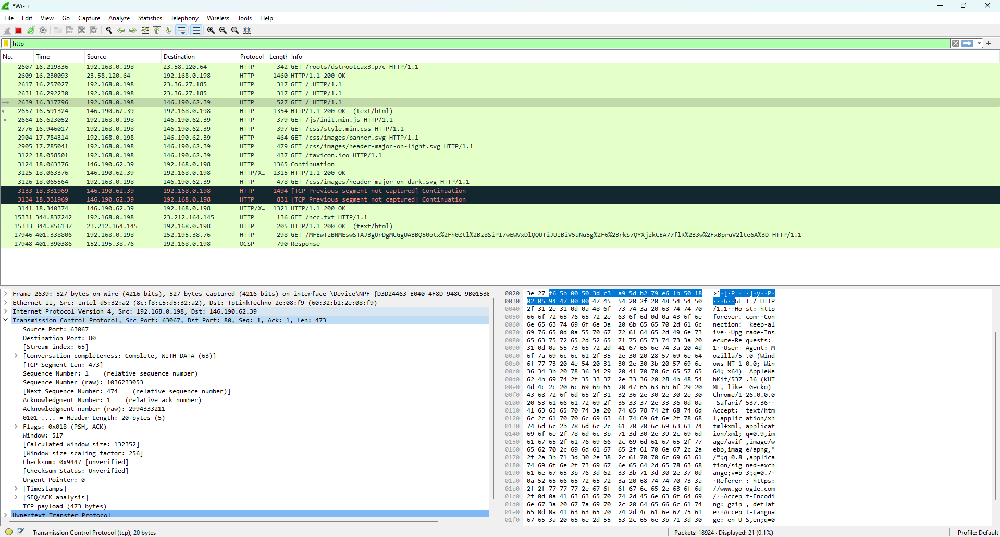 *Wi-Fi
File Edit View Go Capture Analyze Statistics Telephony Wireless Tools Help
http
No. Time Source Destination Protocol Length Info
2607 16.219336 192.168.0.198 23.58.120.64 HTTP 342 GET /roots/dstrootcax3.p7c HTTP/1.1
2609 16.230093 23.58.120.64 192.168.0.198 HTTP 1460 HTTP/1.1 200 OK
2617 16.257027 192.168.0.198 23.36.27.185 HTTP 317 GET / HTTP/1.1
2631 16.292230 192.168.0.198 23.36.27.185 HTTP 317 GET / HTTP/1.1
2639 16.317796 192.168.0.198 146.190.62.39 HTTP 527 GET / HTTP/1.1
2657 16.591324 146.190.62.39 192.168.0.198 HTTP 1354 HTTP/1.1 200 OK (text/html)
2664 16.623052 192.168.0.198 146.190.62.39 HTTP 379 GET /js/init.min.js HTTP/1.1
2776 16.946017 192.168.0.198 146.190.62.39 HTTP 397 GET /css/style.min.css HTTP/1.1
2904 17.784314 192.168.0.198 146.190.62.39 HTTP 464 GET /css/images/banner.svg HTTP/1.1
2905 17.785041 192.168.0.198 146.190.62.39 HTTP 479 GET /css/images/header-major-on-light.svg HTTP/1.1
3122 18.058501 192.168.0.198 146.190.62.39 HTTP 437 GET /favicon.ico HTTP/1.1
3124 18.063376 146.190.62.39 192.168.0.198 HTTP 1365 Continuation
3125 18.063376 146.190.62.39 192.168.0.198 HTTP/X… 1315 HTTP/1.1 200 OK
3126 18.065564 192.168.0.198 146.190.62.39 HTTP 478 GET /css/images/header-major-on-dark.svg HTTP/1.1
3133 18.331969 146.190.62.39 192.168.0.198 HTTP 1494 [TCP Previous segment not captured] Continuation
3134 18.331969 146.190.62.39 192.168.0.198 HTTP 831 [TCP Previous segment not captured] Continuation
3141 18.340374 146.190.62.39 192.168.0.198 HTTP/X… 1321 HTTP/1.1 200 OK
15331 344.837242 192.168.0.198 23.212.164.145 HTTP 136 GET /ncc.txt HTTP/1.1
15333 344.856137 23.212.164.145 192.168.0.198 HTTP 205 HTTP/1.1 200 OK (text/html)
17946 401.338806 192.168.0.198 152.195.38.76 HTTP 298 GET /MFEwTzBNMEswSTAJBgUrDgMCGgUABBQ50otx%2Fh0Ztl%2Bz8SiPI7wEWVxDlQQUTiJUIBiV5uNu5g%2F6%2BrkS7QYXjzkCEA77flR%2B3w%2FxBpruV2lte6A%3D HTTP/1.1
17948 401.390386 152.195.38.76 192.168.0.198 OCSP 790 Response
Frame 2639: 527 bytes on wire (4216 bits), 527 bytes captured (4216 bits) on interface \Device\NPF_{D3D24463-E040-4F8D-948C-9B0153E
Ethernet II, Src: Intel_d5:32:a2 (8c:f8:c5:d5:32:a2), Dst: TpLinkTechno_2e:08:f9 (60:32:b1:2e:08:f9)
Internet Protocol Version 4, Src: 192.168.0.198, Dst: 146.190.62.39
Transmission Control Protocol, Src Port: 63067, Dst Port: 80, Seq: 1, Ack: 1, Len: 473
Source Port: 63067
Destination Port: 80
[Stream index: 65]
[Conversation completeness: Complete, WITH_DATA (63)]
[TCP Segment Len: 473]
Sequence Number: 1 (relative sequence number)
Sequence Number (raw): 1036233053
[Next Sequence Number: 474 (relative sequence number)]
Acknowledgment Number: 1 (relative ack number)
Acknowledgment number (raw): 2994333211
0101 .... = Header Length: 20 bytes (5)
Flags: 0x018 (PSH, ACK)
Window: 517
[Calculated window size: 132352]
[Window size scaling factor: 256]
Checksum: 0x9447 [unverified]
[Checksum Status: Unverified]
Urgent Pointer: 0
[Timestamps]
[SEQ/ACK analysis]
TCP payload (473 bytes)
Hypertext Transfer Protocol
0020 3e 27 f6 5b 00 50 3d c3 a9 5d b2 79 e6 1b 50 18 >'·[·P=· ·]·y··P·
0030 02 05 94 47 00 00 47 45 54 20 2f 20 48 54 54 50 ···G··GE T / HTTP
0040 2f 31 2e 31 0d 0a 48 6f 73 74 3a 20 68 74 74 70 /1.1··Ho st: http
0050 66 6f 72 65 76 65 72 2e 63 6f 6d 0d 0a 43 6f 6e forever. com··Con
0060 6e 65 63 74 69 6f 6e 3a 20 6b 65 65 70 2d 61 6c nection: keep-al
0070 69 76 65 0d 0a 55 70 67 72 61 64 65 2d 49 6e 73 ive··Upg rade-Ins
0080 65 63 75 72 65 2d 52 65 71 75 65 73 74 73 3a 20 ecure-Re quests:
0090 31 0d 0a 55 73 65 72 2d 41 67 65 6e 74 3a 20 4d 1··User- Agent: M
00a0 6f 7a 69 6c 6c 61 2f 35 2e 30 20 28 57 69 6e 64 ozilla/5 .0 (Wind
00b0 6f 77 73 20 4e 54 20 31 30 2e 30 3b 20 57 69 6e ows NT 1 0.0; Win
00c0 36 34 3b 20 78 36 34 29 20 41 70 70 6c 65 57 65 64; x64) AppleWe
00d0 62 4b 69 74 2f 35 33 37 2e 33 36 20 28 4b 48 54 bKit/537 .36 (KHT
00e0 4d 4c 2c 20 6c 69 6b 65 20 47 65 63 6b 6f 29 20 ML, like Gecko)
00f0 43 68 72 6f 6d 65 2f 31 32 36 2e 30 2e 30 2e 30 Chrome/1 26.0.0.0
0100 20 53 61 66 61 72 69 2f 35 33 37 2e 33 36 0d 0a Safari/ 537.36··
0110 41 63 63 65 70 74 3a 20 74 65 78 74 2f 68 74 6d Accept: text/htm
0120 6c 2c 61 70 70 6c 69 63 61 74 69 6f 6e 2f 78 68 l,applic ation/xh
0130 74 6d 6c 2b 78 6d 6c 2c 61 70 70 6c 69 63 61 74 tml+xml, applicat
0140 69 6f 6e 2f 78 6d 6c 3b 71 3d 30 2e 39 2c 69 6d ion/xml; q=0.9,im
0150 61 67 65 2f 61 76 69 66 2c 69 6d 61 67 65 2f 77 age/avif ,image/w
0160 65 62 70 2c 69 6d 61 67 65 2f 61 70 6e 67 2c 2a ebp,imag e/apng,*
0170 2f 2a 3b 71 3d 30 2e 38 2c 61 70 70 6c 69 63 61 /*;q=0.8 ,applica
0180 74 69 6f 6e 2f 73 69 67 6e 65 64 2d 65 78 63 68 tion/sig ned-exch
0190 61 6e 67 65 3b 76 3d 62 33 3b 71 3d 30 2e 37 0d ange;v=b 3;q=0.7·
01a0 0a 52 65 66 65 72 65 72 3a 20 68 74 74 70 73 3a ·Referer : https:
01b0 2f 2f 77 77 77 2e 67 6f 6f 67 6c 65 2e 63 6f 6d //www.go ogle.com
01c0 2f 0d 0a 41 63 63 65 70 74 2d 45 6e 63 6f 64 69 /··Accep t-Encodi
01d0 6e 67 3a 20 67 7a 69 70 2c 20 64 65 66 6c 61 74 ng: gzip , deflat
01e0 65 0d 0a 41 63 63 65 70 74 2d 4c 61 6e 67 75 61 e··Accep t-Langua
01f0 67 65 3a 20 65 6e 2d 55 53 2c 65 6e 3b 71 3d 30 ge: en-U S,en;q=0
Transmission Control Protocol (tcp), 20 bytes
Packets: 18924 · Displayed: 21 (0.1%)
Profile: Default